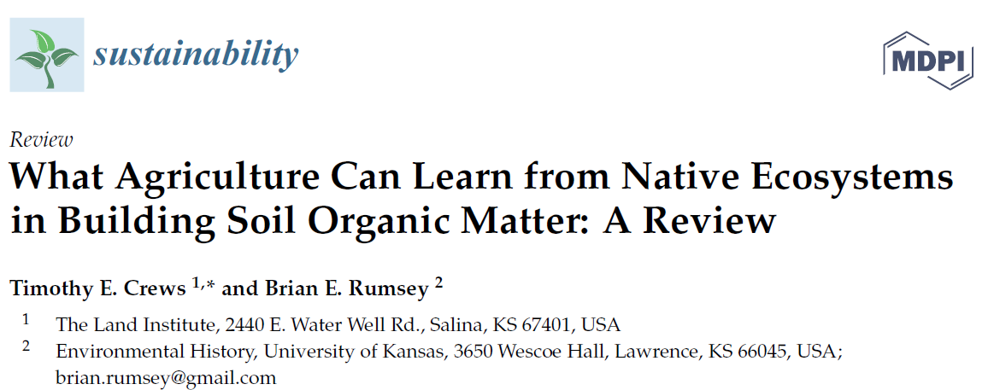 sustainability
MDPI
Review
What Agriculture Can Learn from Native Ecosystems
in Building Soil Organic Matter: A Review
Timothy E. Crews 1,* and Brian E. Rumsey 2
1 The Land Institute, 2440 E. Water Well Rd., Salina, KS 67401, USA
2 Environmental History, University of Kansas, 3650 Wescoe Hall, Lawrence, KS 66045, USA;
brian.rumsey@gmail.com